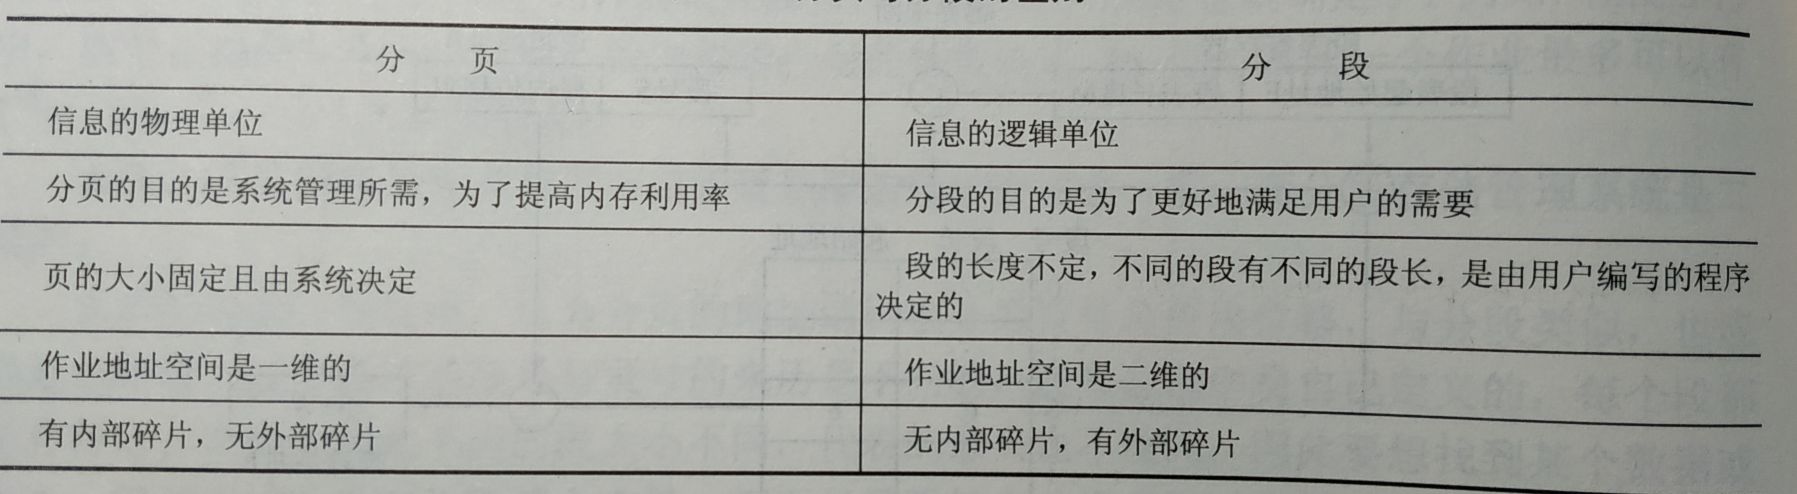 分 页 分 段
信息的物理单位 信息的逻辑单位
分页的目的是系统管理所需，为了提高内存利用率 分段的目的是为了更好地满足用户的需要
页的大小固定且由系统决定 段的长度不定，不同的段有不同的段长，是由用户编写的程序
决定的
作业地址空间是一维的 作业地址空间是二维的
有内部碎片，无外部碎片 无内部碎片，有外部碎片